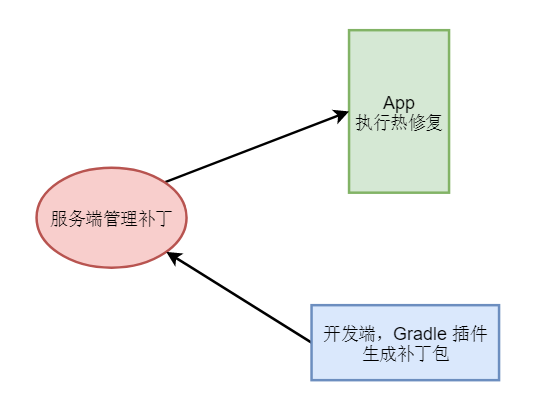 App
执行热修复
服务端管理补丁
开发端，Gradle 插件
生成补丁包